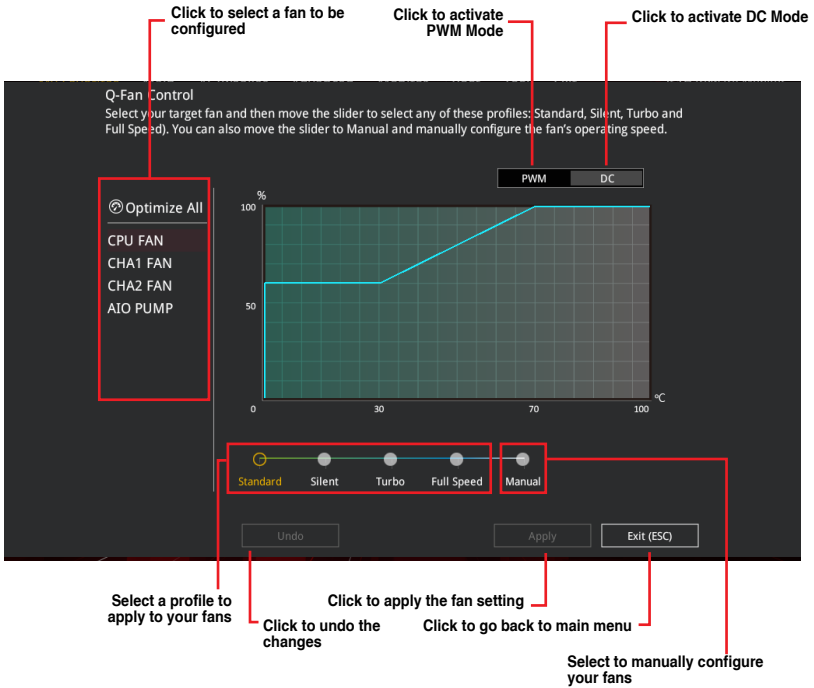 Click to select a fan to be
configured
Click to activate
PWM Mode
Click to activate DC Mode
Q-Fan Control
Select your target fan and then move the slider to select any of these profiles: Standard, Silent, Turbo and
Full Speed). You can also move the slider to Manual and manually configure the fan's operating speed.
PWM
DC
Optimize All
CPU FAN
CHA1 FAN
CHA2 FAN
AIO PUMP
%
100
50
0
30
70
100
ºC
Standard
Silent
Turbo
Full Speed
Manual
Undo
Apply
Exit (ESC)
Select a profile to
apply to your fans
Click to undo the
changes
Click to apply the fan setting
Click to go back to main menu
Select to manually configure
your fans